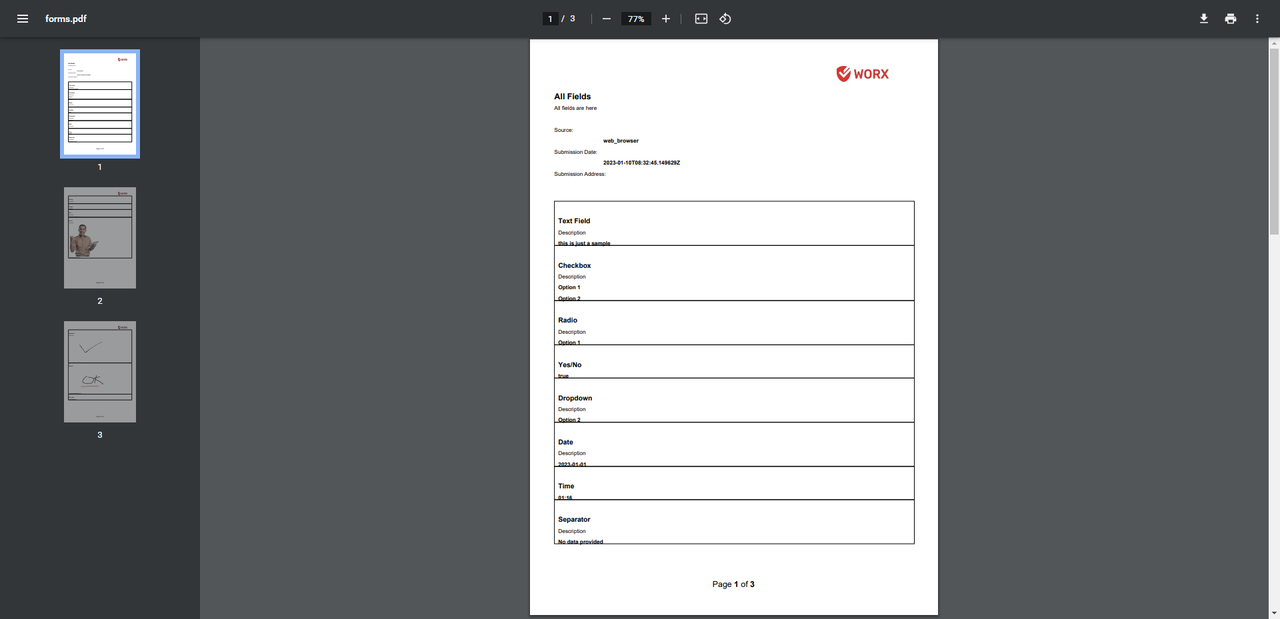 forms.pdf
1 / 3
77%
WORX
All Fields
All fields are here
Source:
web_browser
Submission Date:
2023-01-10T08:32:45.149629Z
Submission Address:
Text Field
Description
this is just a sample
Checkbox
Description
Option 1
Option 2
Radio
Description
Option 1
Yes/No
true
Dropdown
Description
Option 2
Date
Description
2023-01-01
Time
01:16
Separator
Description
No data provided
Page 1 of 3
1
2
OK
3